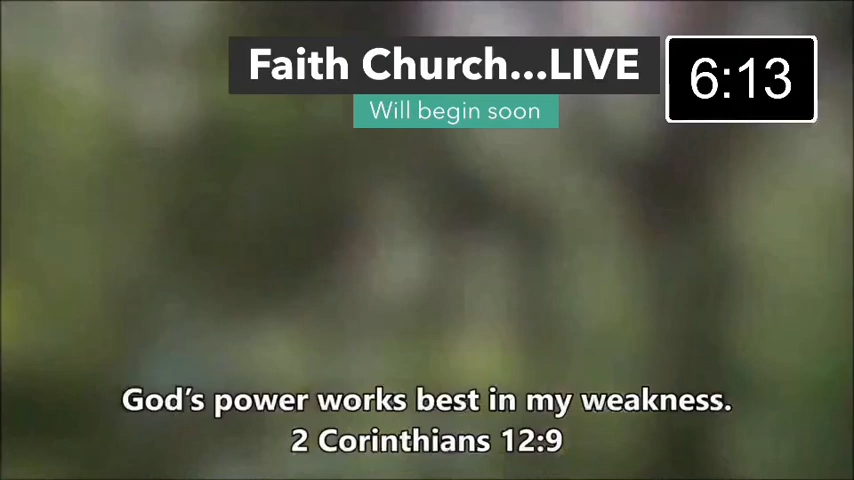 Faith Church...LIVE
6:13
Will begin soon
God's power works best in my weakness.
2 Corinthians 12:9